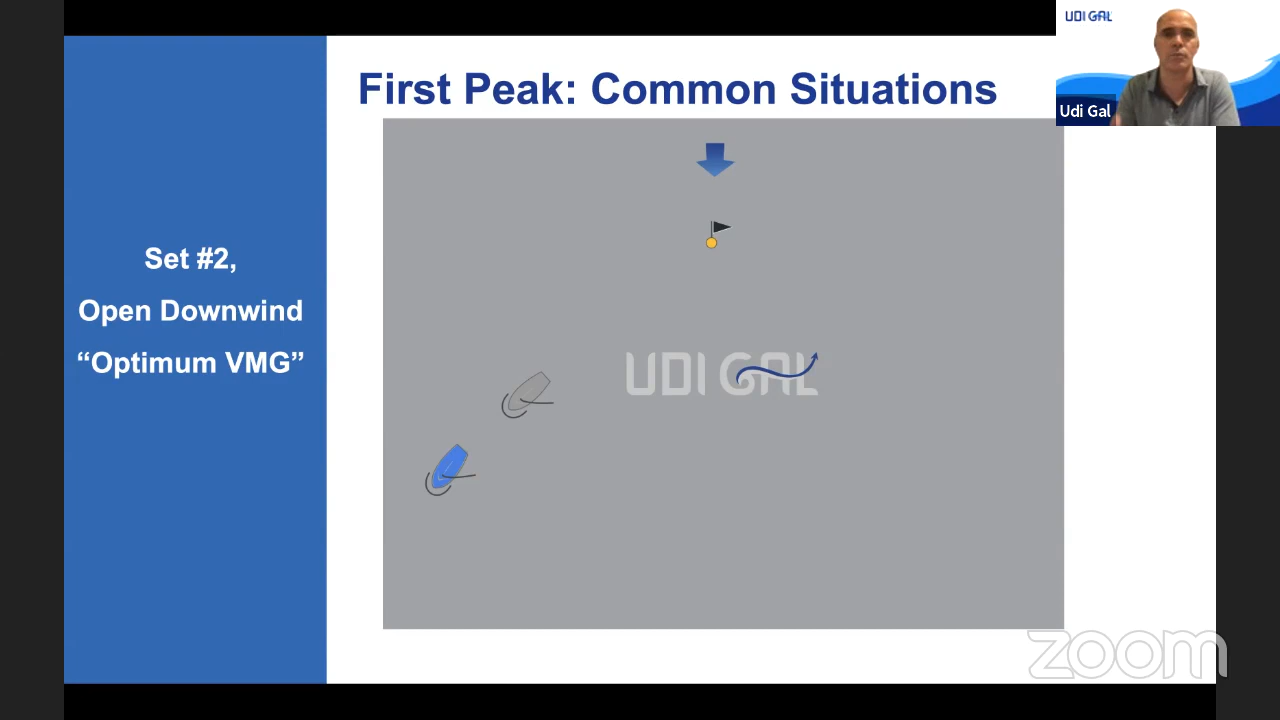 UDI GAL
Udi Gal
First Peak: Common Situations
Set #2,
Open Downwind
“Optimum VMG”
UDI GAL
zoom